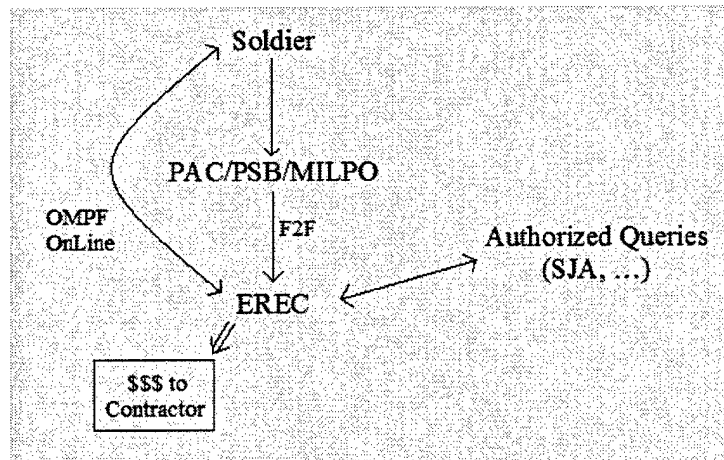 Soldier
PAC/PSB/MILPO
OMPF
OnLine
F2F
Authorized Queries
(SJA, ...)
EREC
$$$ to
Contractor